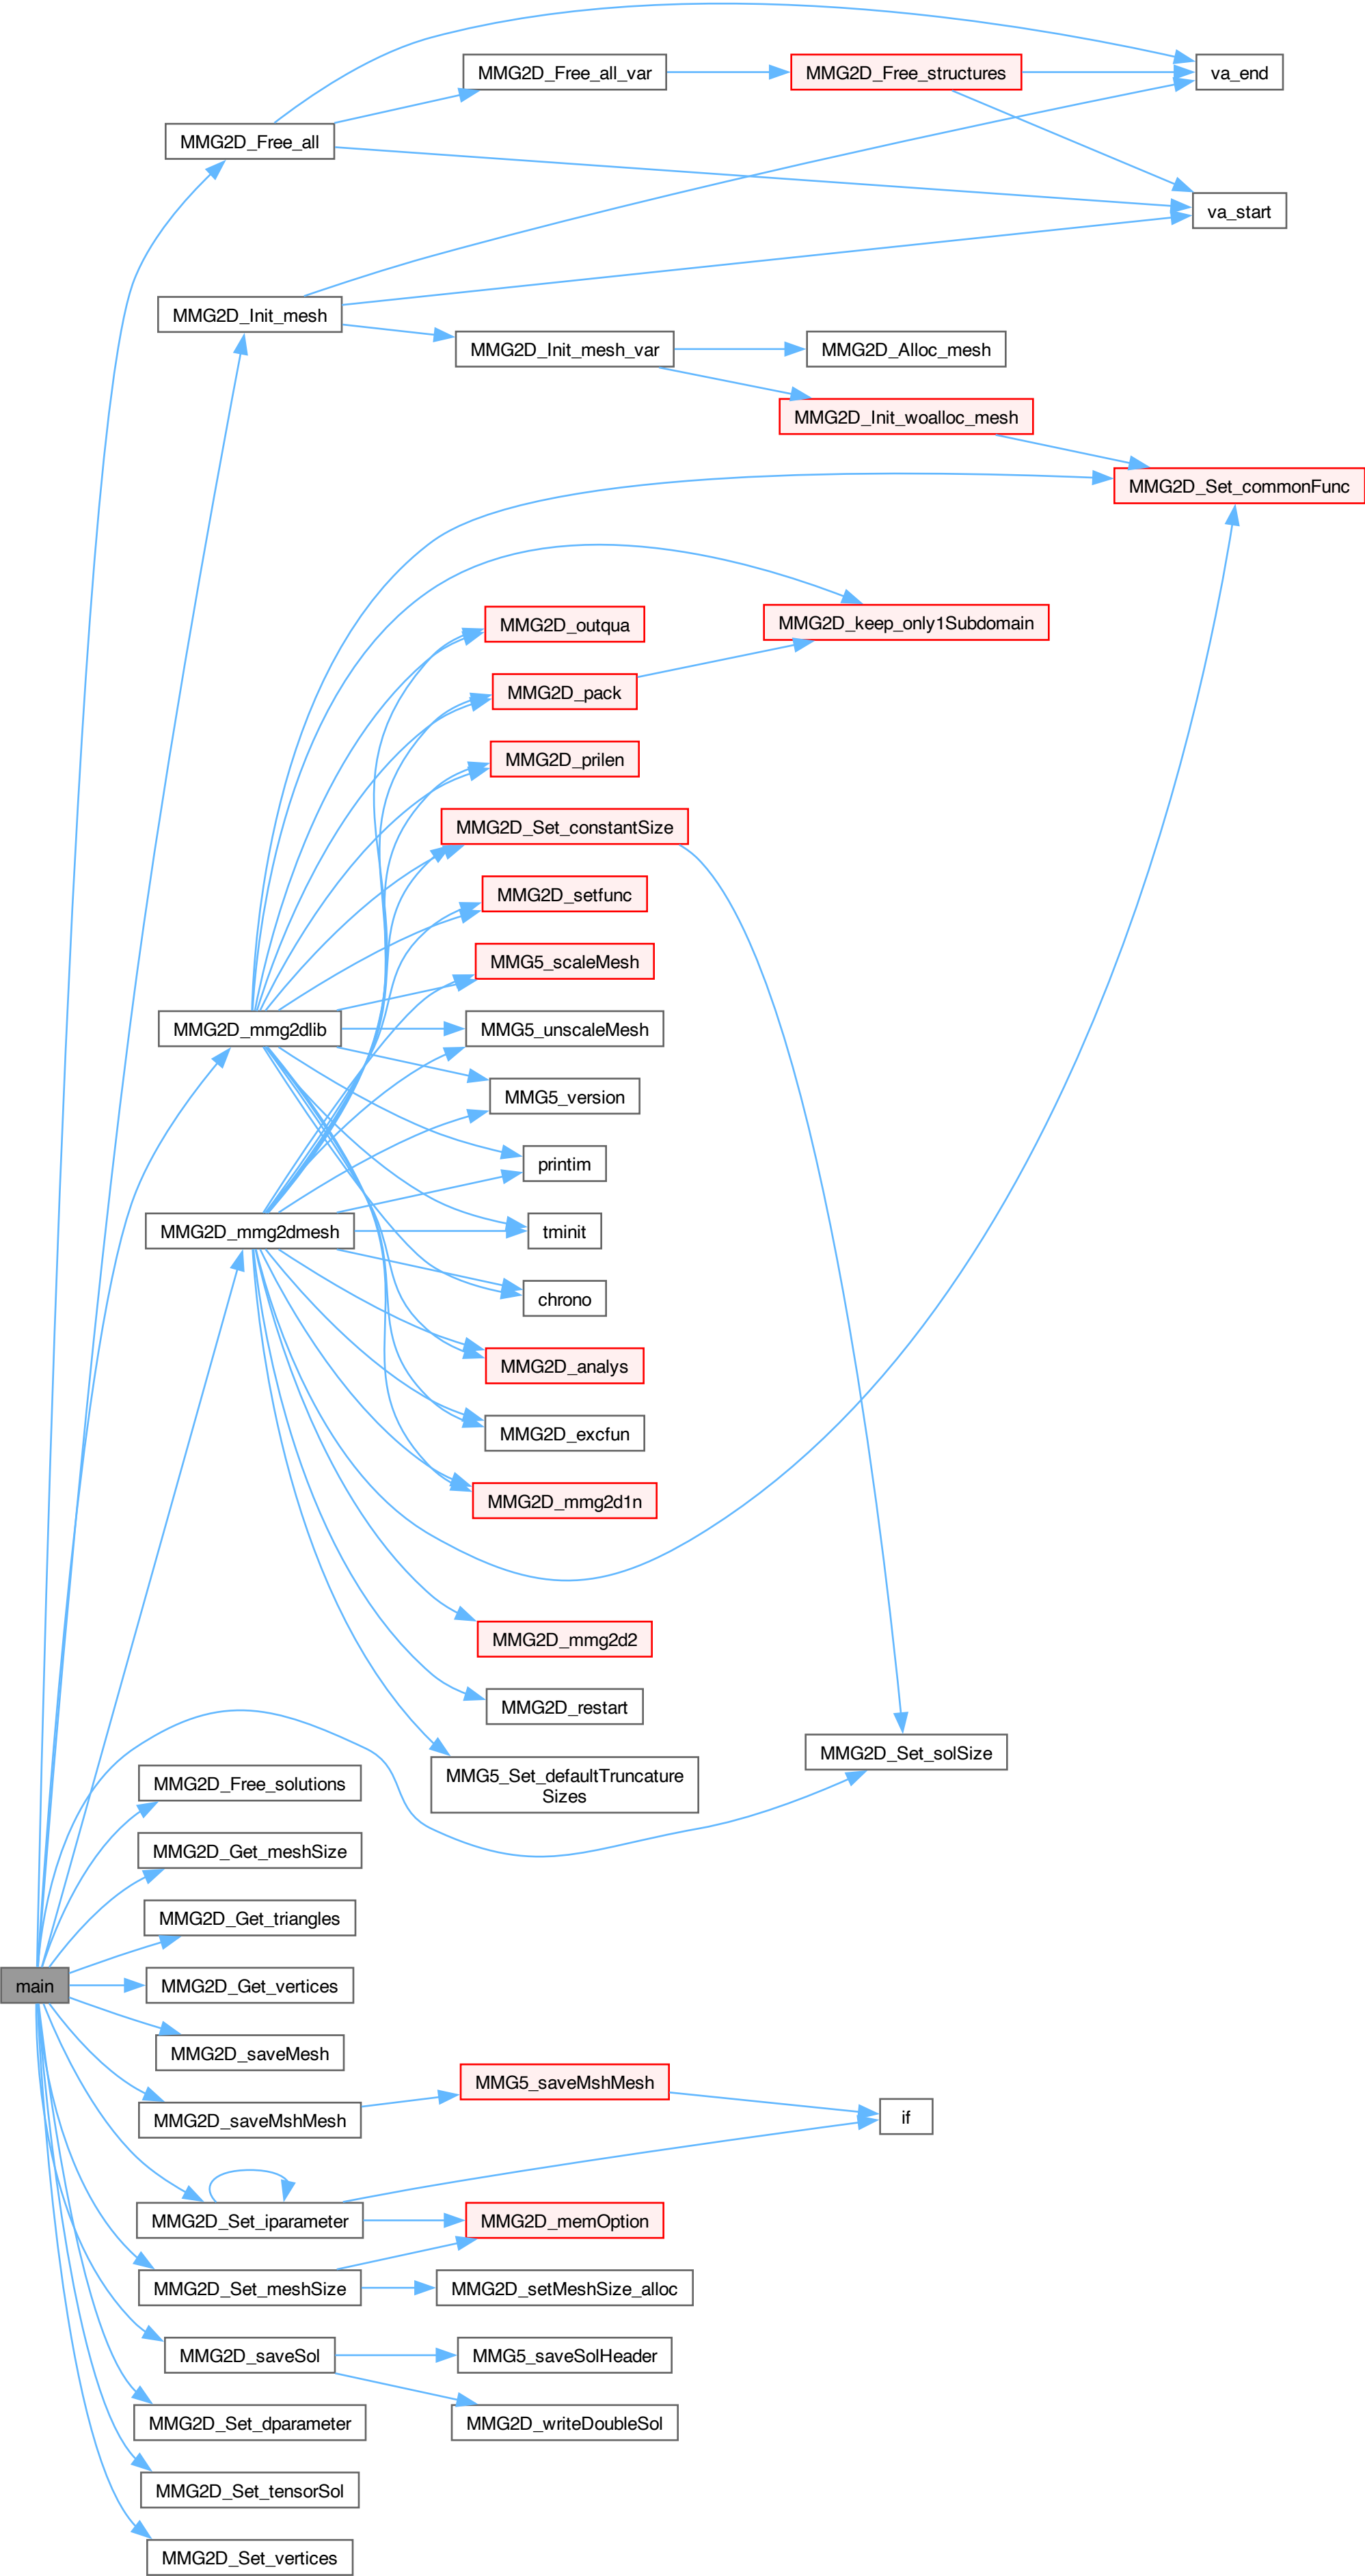 MMG2D_Free_all_var
MMG2D_Free_structures
va_end
MMG2D_Free_all
va_start
MMG2D_Init_mesh
MMG2D_Init_mesh_var
MMG2D_Alloc_mesh
MMG2D_Init_woalloc_mesh
MMG2D_Set_commonFunc
MMG2D_outqua
MMG2D_keep_only1Subdomain
MMG2D_pack
MMG2D_prilen
MMG2D_Set_constantSize
MMG2D_setfunc
MMG5_scaleMesh
MMG2D_mmg2dlib
MMG5_unscaleMesh
MMG5_version
printim
MMG2D_mmg2dmesh
tminit
chrono
MMG2D_analys
MMG2D_excfun
MMG2D_mmg2d1n
MMG2D_mmg2d2
MMG2D_restart
MMG2D_Set_solSize
MMG5_Set_defaultTruncature
Sizes
MMG2D_Free_solutions
MMG2D_Get_meshSize
MMG2D_Get_triangles
main
MMG2D_Get_vertices
MMG2D_saveMesh
MMG5_saveMshMesh
MMG2D_saveMshMesh
if
MMG2D_Set_iparameter
MMG2D_memOption
MMG2D_Set_meshSize
MMG2D_setMeshSize_alloc
MMG2D_saveSol
MMG5_saveSolHeader
MMG2D_Set_dparameter
MMG2D_writeDoubleSol
MMG2D_Set_tensorSol
MMG2D_Set_vertices